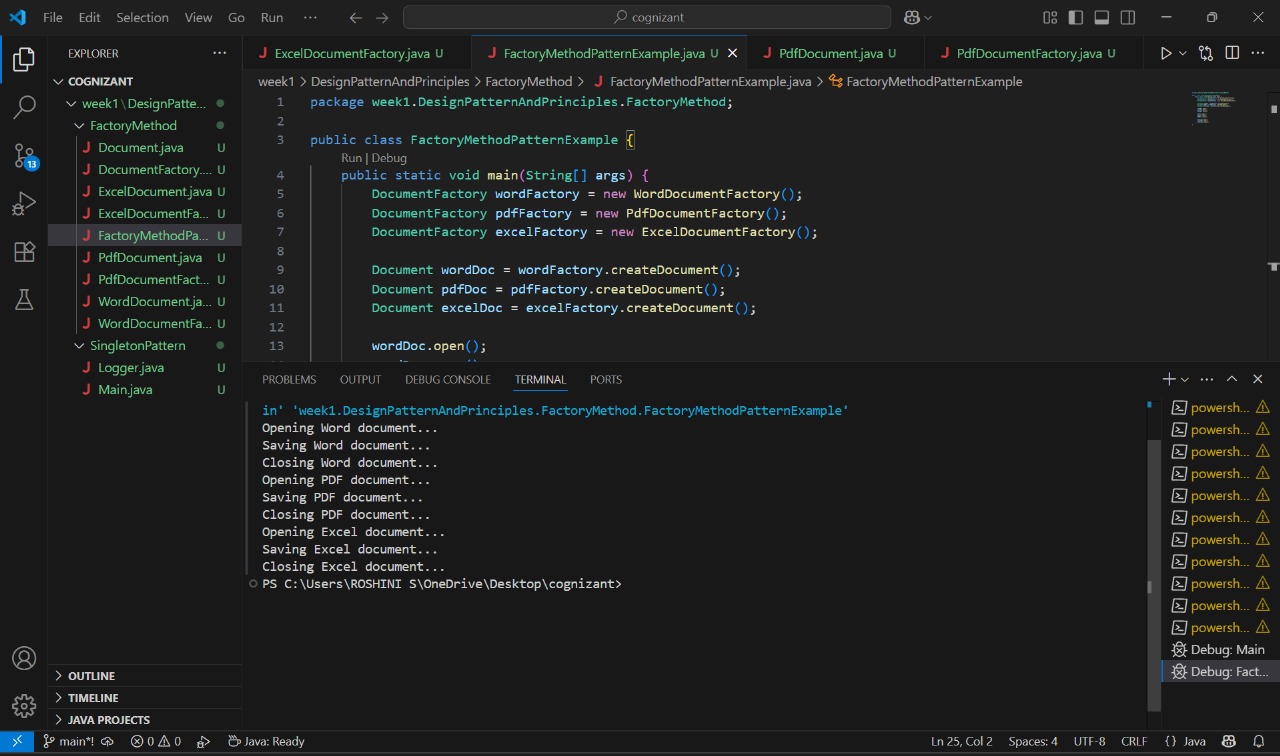 File Edit Selection View Go Run ··· cognizant
EXPLORER ···
COGNIZANT
week1\DesignPatte...
FactoryMethod
J Document.java U
J DocumentFactory.... U
J ExcelDocument.java U
J ExcelDocumentFa... U
J FactoryMethodPa... U
J PdfDocument.java U
J PdfDocumentFact... U
J WordDocument.ja... U
J WordDocumentFa... U
SingletonPattern
J Logger.java U
J Main.java U
13
OUTLINE
TIMELINE
JAVA PROJECTS
J ExcelDocumentFactory.java U J FactoryMethodPatternExample.java U J PdfDocument.java U J PdfDocumentFactory.java U ···
week1 > DesignPatternAndPrinciples > FactoryMethod > J FactoryMethodPatternExample.java > FactoryMethodPatternExample
1 package week1.DesignPatternAndPrinciples.FactoryMethod;
2
3 public class FactoryMethodPatternExample {
Run | Debug
4 public static void main(String[] args) {
5 DocumentFactory wordFactory = new WordDocumentFactory();
6 DocumentFactory pdfFactory = new PdfDocumentFactory();
7 DocumentFactory excelFactory = new ExcelDocumentFactory();
8
9 Document wordDoc = wordFactory.createDocument();
10 Document pdfDoc = pdfFactory.createDocument();
11 Document excelDoc = excelFactory.createDocument();
12
13 wordDoc.open();
PROBLEMS OUTPUT DEBUG CONSOLE TERMINAL PORTS ···
in' 'week1.DesignPatternAndPrinciples.FactoryMethod.FactoryMethodPatternExample'
Opening Word document...
Saving Word document...
Closing Word document...
Opening PDF document...
Saving PDF document...
Closing PDF document...
Opening Excel document...
Saving Excel document...
Closing Excel document...
PS C:\Users\ROSHINI S\OneDrive\Desktop\cognizant>
powersh...
powersh...
powersh...
powersh...
powersh...
powersh...
powersh...
powersh...
powersh...
powersh...
powersh...
Debug: Main
Debug: Fact...
main*! 0 0 Java: Ready Ln 25, Col 2 Spaces: 4 UTF-8 CRLF {} Java